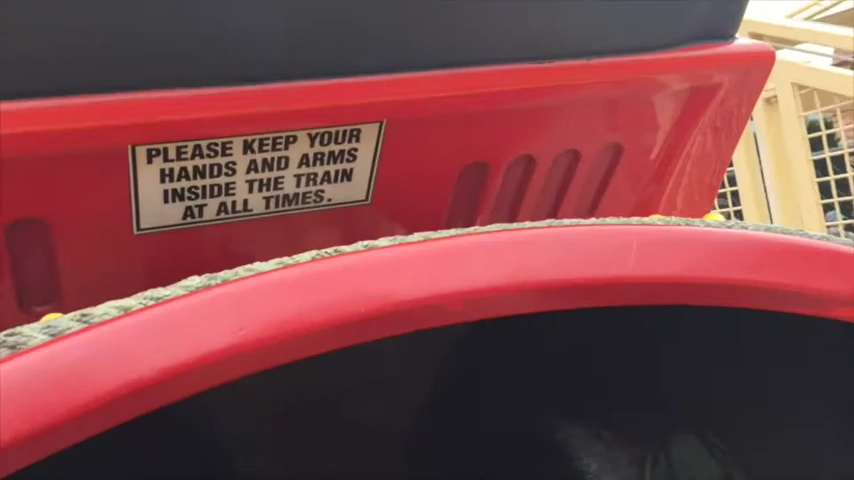 PLEASE KEEP YOUR
HANDS AND ARMS
INSIDE THE TRAIN
AT ALL TIMES.